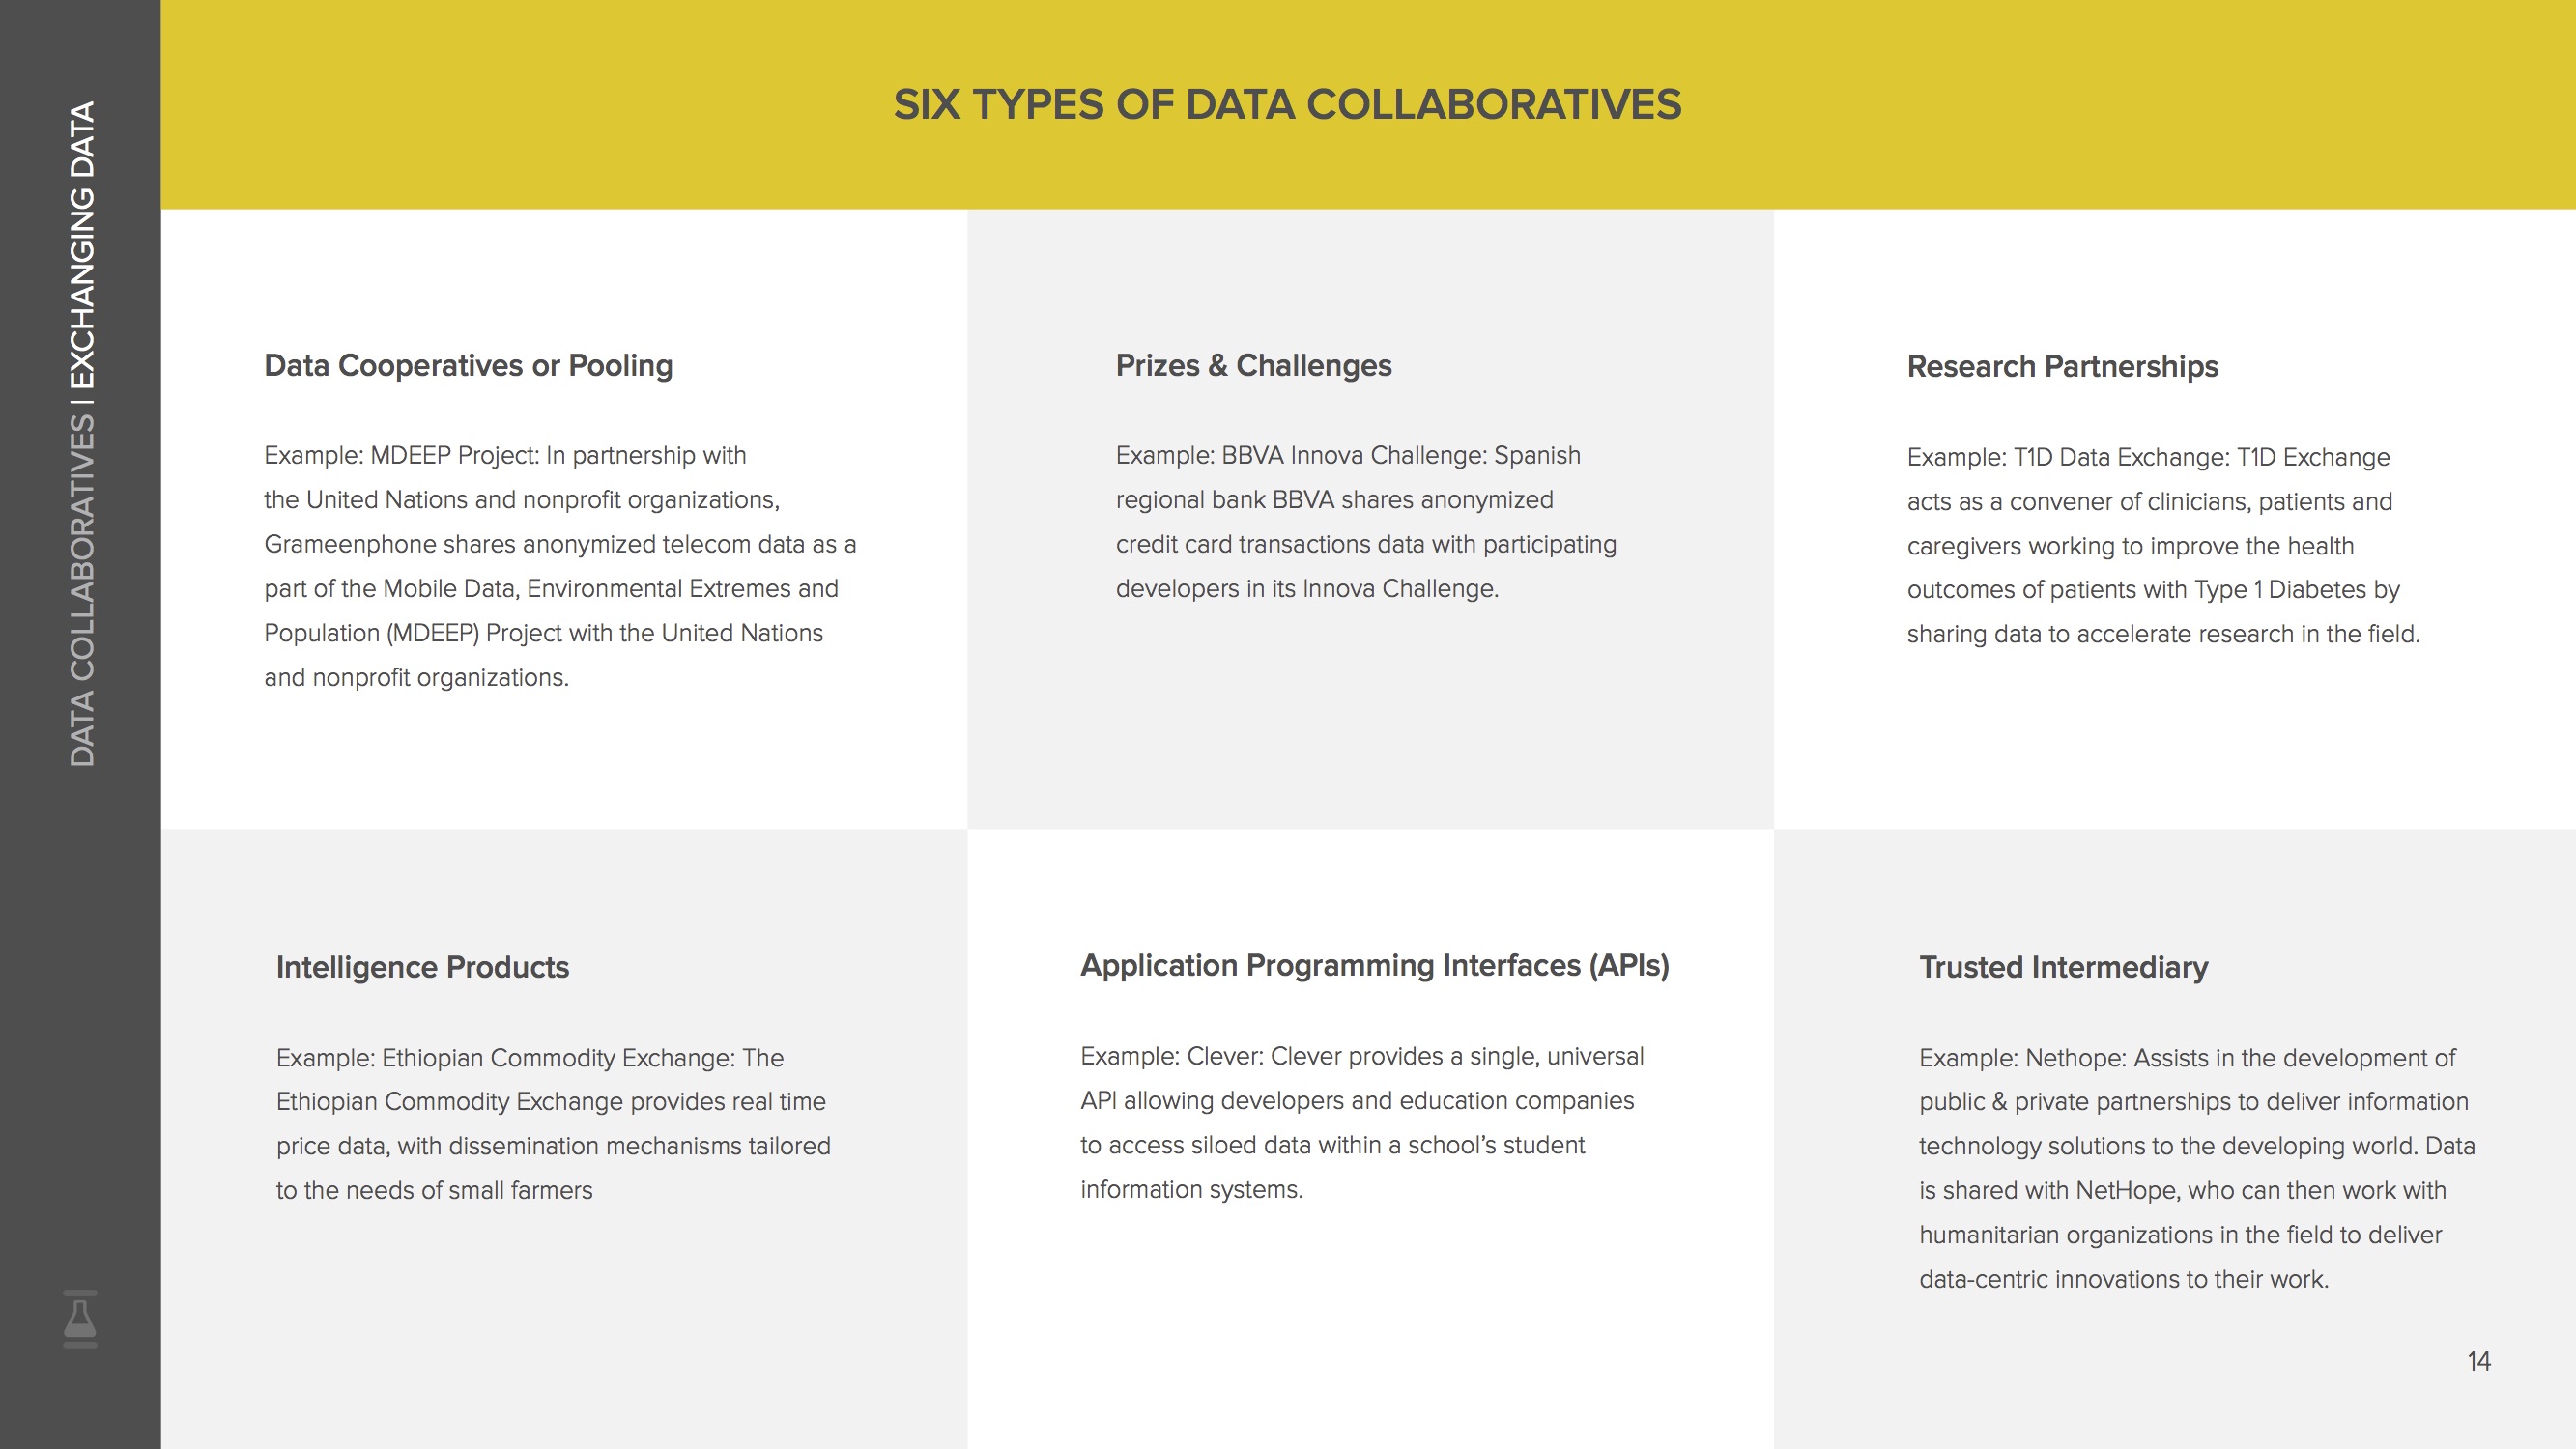 DATA COLLABORATIVES | EXCHANGING DATA
SIX TYPES OF DATA COLLABORATIVES
Data Cooperatives or Pooling
Example: MDEEP Project: In partnership with
the United Nations and nonprofit organizations,
Grameenphone shares anonymized telecom data as a
part of the Mobile Data, Environmental Extremes and
Population (MDEEP) Project with the United Nations
and nonprofit organizations.
Prizes & Challenges
Example: BBVA Innova Challenge: Spanish
regional bank BBVA shares anonymized
credit card transactions data with participating
developers in its Innova Challenge.
Research Partnerships
Example: T1D Data Exchange: T1D Exchange
acts as a convener of clinicians, patients and
caregivers working to improve the health
outcomes of patients with Type 1 Diabetes by
sharing data to accelerate research in the field.
Intelligence Products
Example: Ethiopian Commodity Exchange: The
Ethiopian Commodity Exchange provides real time
price data, with dissemination mechanisms tailored
to the needs of small farmers
Application Programming Interfaces (APIs)
Example: Clever: Clever provides a single, universal
API allowing developers and education companies
to access siloed data within a school’s student
information systems.
Trusted Intermediary
Example: Nethope: Assists in the development of
public & private partnerships to deliver information
technology solutions to the developing world. Data
is shared with NetHope, who can then work with
humanitarian organizations in the field to deliver
data-centric innovations to their work.
14